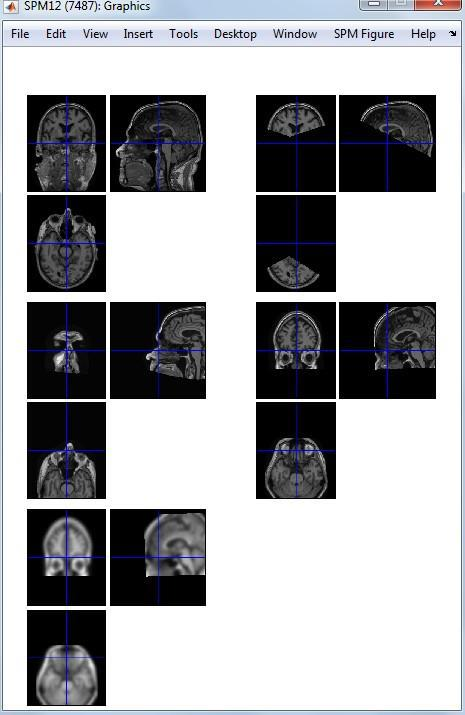 SPM12 (7487): Graphics
File Edit View Insert Tools Desktop Window SPM Figure Help